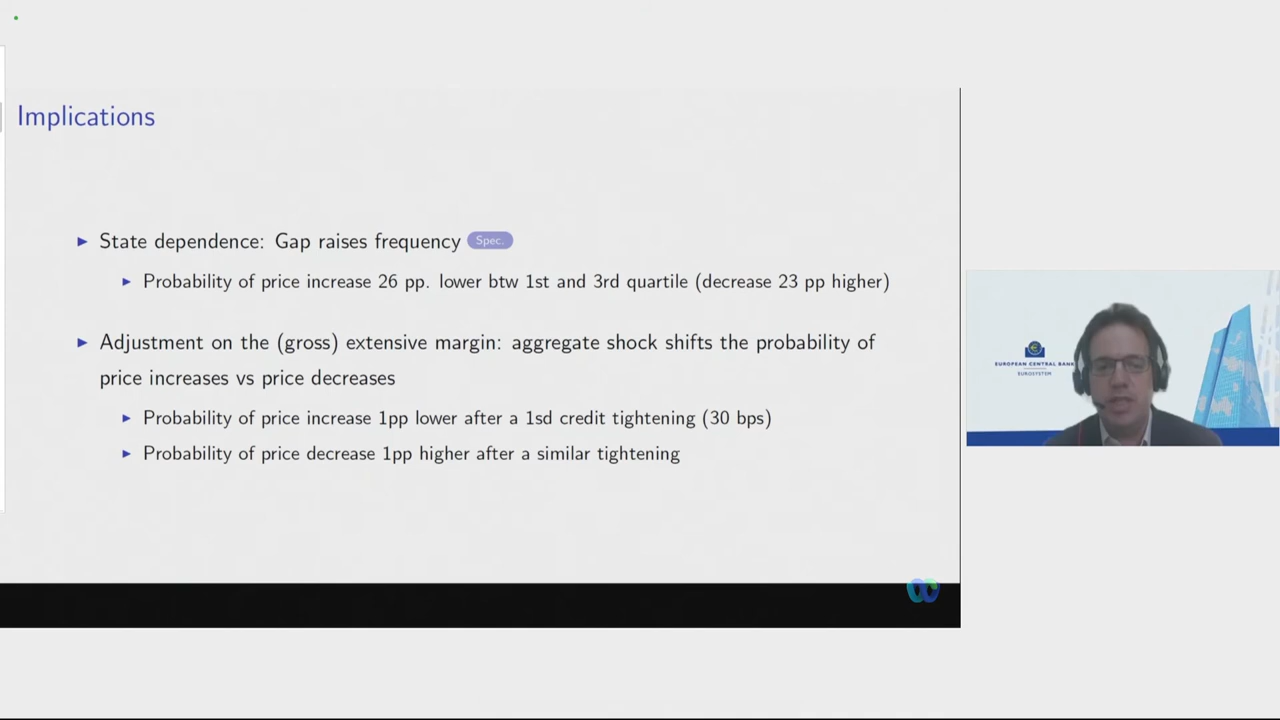 Implications
State dependence: Gap raises frequency Spec.
Probability of price increase 26 pp. lower btw 1st and 3rd quartile (decrease 23 pp higher)
Adjustment on the (gross) extensive margin: aggregate shock shifts the probability of
price increases vs price decreases
Probability of price increase 1pp lower after a 1sd credit tightening (30 bps)
Probability of price decrease 1pp higher after a similar tightening
EUROPEAN CENTRAL BANK
EUROSYSTEM